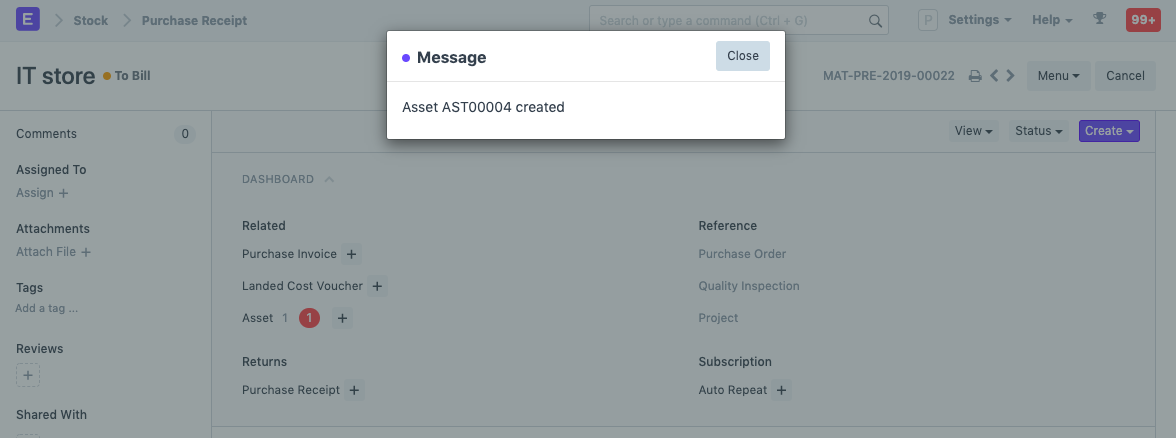 E Stock Purchase Receipt Search or type a command (Ctrl + G) P Settings Help 99+
Message Close
IT store To Bill MAT-PRE-2019-00022 Menu Cancel
Asset AST00004 created
Comments 0 View Status Create
Assigned To
Assign +
Attachments
Attach File +
Tags
Add a tag ...
Reviews
+
Shared With
DASHBOARD
Related
Purchase Invoice +
Landed Cost Voucher +
Asset 1 1 +
Returns
Purchase Receipt +
Reference
Purchase Order
Quality Inspection
Project
Subscription
Auto Repeat +